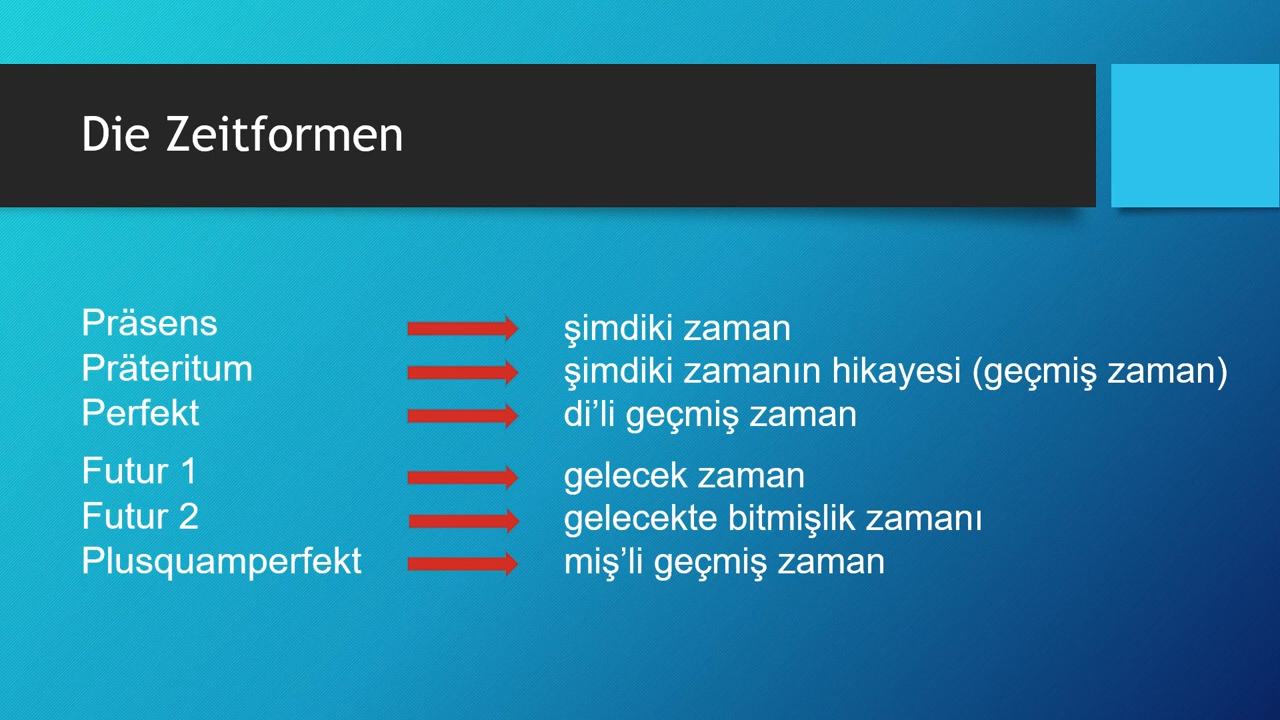 Die Zeitformen
Präsens şimdiki zaman
Präteritum şimdiki zamanın hikayesi (geçmiş zaman)
Perfekt di’li geçmiş zaman
Futur 1 gelecek zaman
Futur 2 gelecekte bitmişlik zamanı
Plusquamperfekt miş’li geçmiş zaman